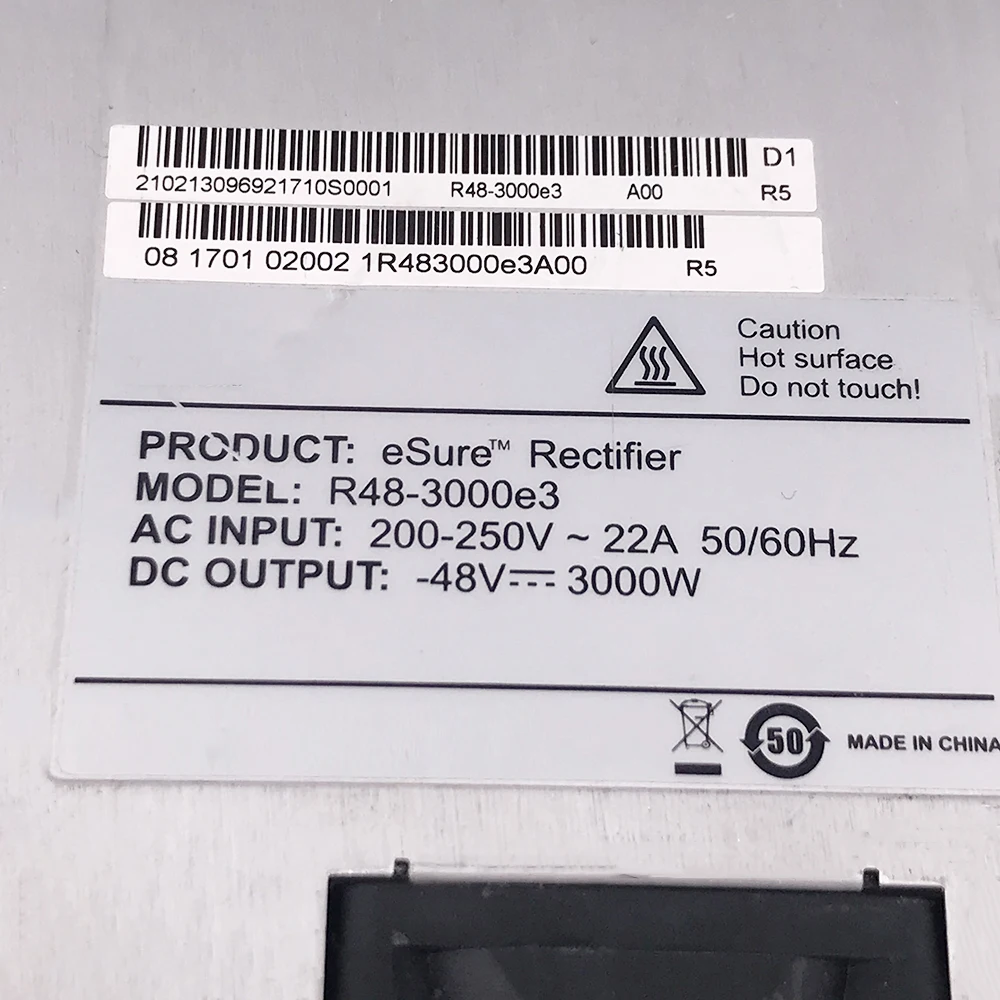 D1
210213096921710S0001 R48-3000e3 A00 R5
08 1701 02002 1R483000e3A00 R5
Caution
Hot surface
Do not touch!
PRODUCT: eSure™ Rectifier
MODEL: R48-3000e3
AC INPUT: 200-250V ~ 22A 50/60Hz
DC OUTPUT: -48V⎓ 3000W
50 MADE IN CHINA